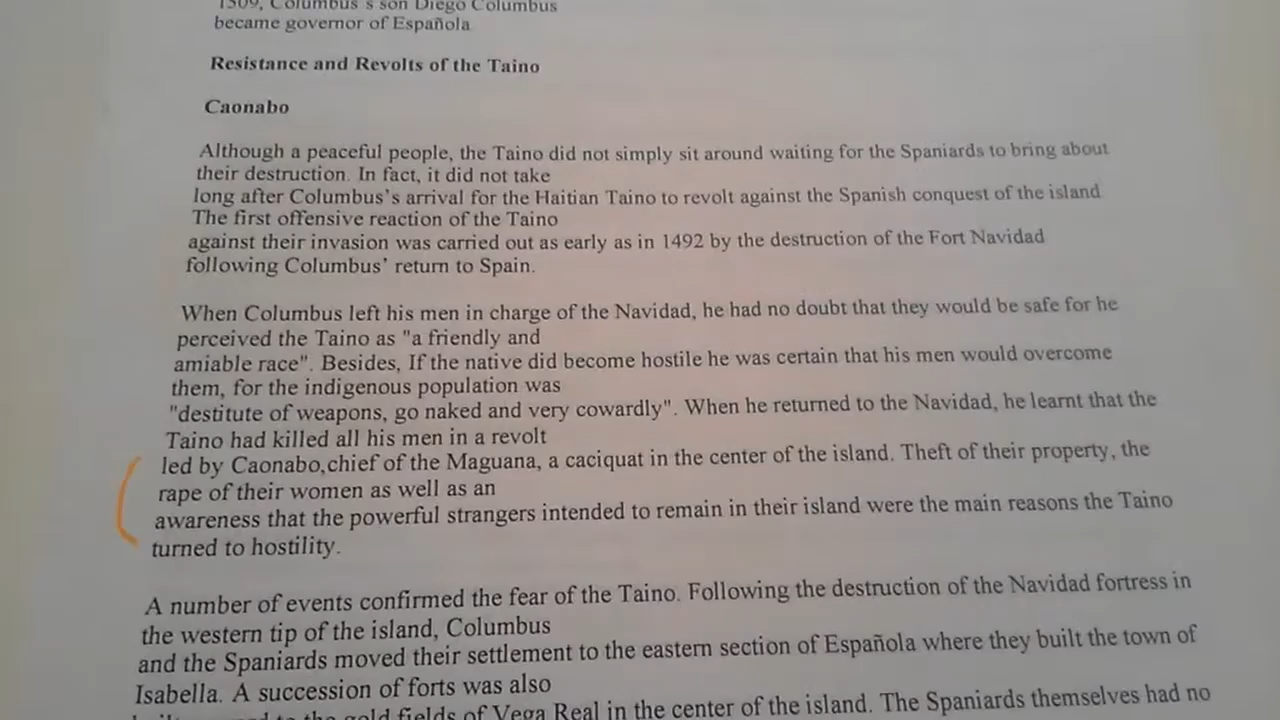 1509, Columbus's son Diego Columbus
became governor of Española
Resistance and Revolts of the Taino
Caonabo
Although a peaceful people, the Taino did not simply sit around waiting for the Spaniards to bring about
their destruction. In fact, it did not take
long after Columbus's arrival for the Haitian Taino to revolt against the Spanish conquest of the island.
The first offensive reaction of the Taino
against their invasion was carried out as early as in 1492 by the destruction of the Fort Navidad
following Columbus' return to Spain.
When Columbus left his men in charge of the Navidad, he had no doubt that they would be safe for he
perceived the Taino as "a friendly and
amiable race". Besides, If the native did become hostile he was certain that his men would overcome
them, for the indigenous population was
"destitute of weapons, go naked and very cowardly". When he returned to the Navidad, he learnt that the
Taino had killed all his men in a revolt
led by Caonabo,chief of the Maguana, a caciquat in the center of the island. Theft of their property, the
rape of their women as well as an
awareness that the powerful strangers intended to remain in their island were the main reasons the Taino
turned to hostility.
A number of events confirmed the fear of the Taino. Following the destruction of the Navidad fortress in
the western tip of the island, Columbus
and the Spaniards moved their settlement to the eastern section of Española where they built the town of
Isabella. A succession of forts was also
to the gold fields of Vega Real in the center of the island. The Spaniards themselves had no